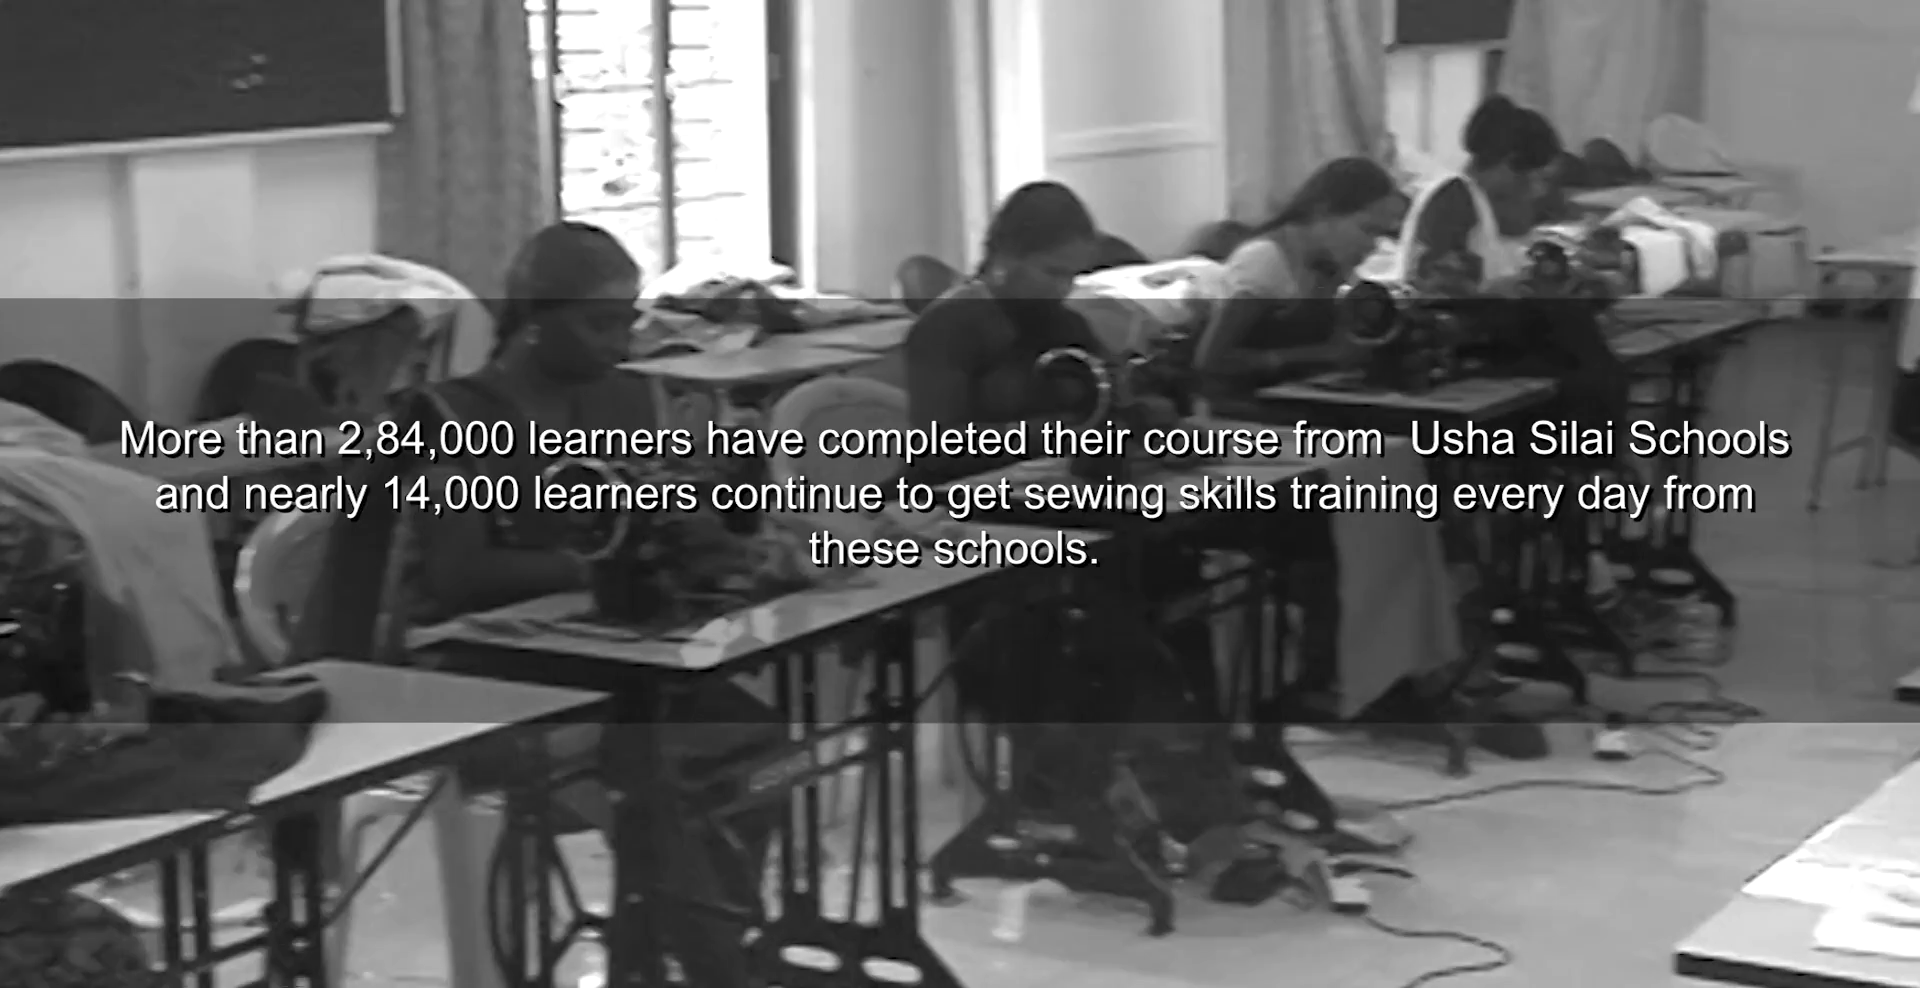 More than 2,84,000 learners have completed their course from  Usha Silai Schools
and nearly 14,000 learners continue to get sewing skills training every day from
these schools.